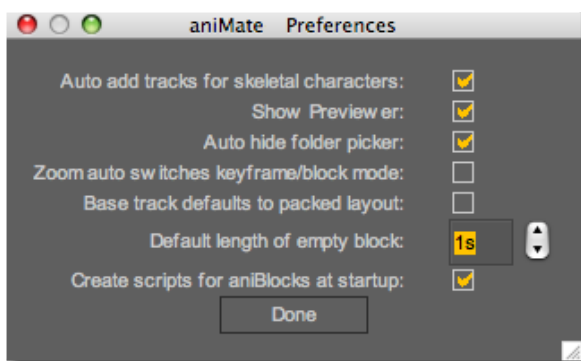 aniMate Preferences
Auto add tracks for skeletal characters:
Show Previewer:
Auto hide folder picker:
Zoom auto switches keyframe/block mode:
Base track defaults to packed layout:
Default length of empty block: 1s
Create scripts for aniBlocks at startup:
Done